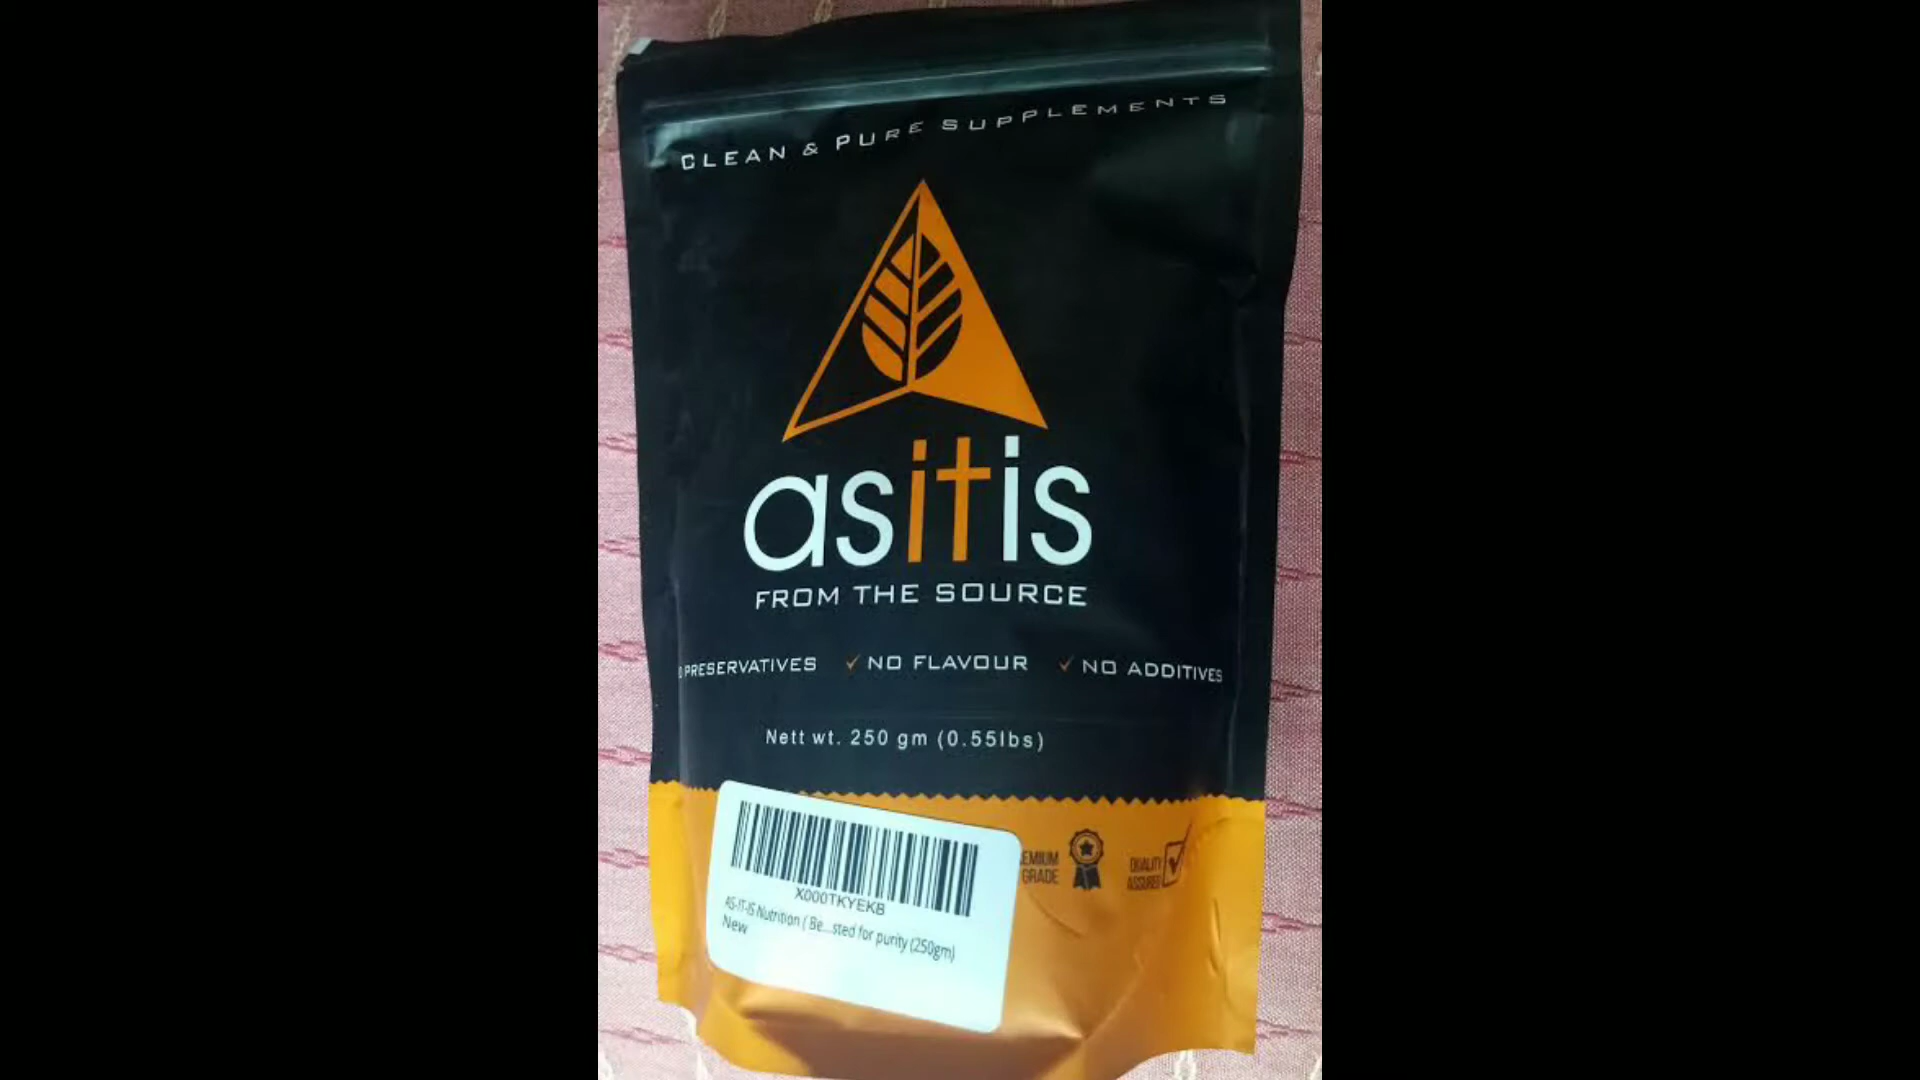 CLEAN & PURE SUPPLEMENTS
asitis
FROM THE SOURCE
PRESERVATIVES ✓ NO FLAVOUR ✓ NO ADDITIVES
Nett wt. 250 gm (0.55lbs)
EMIUM
GRADE
QUALITY
ASSURED
X000TKYEKB
AS-IT-IS Nutrition ( Be...sted for purity (250gm)
New